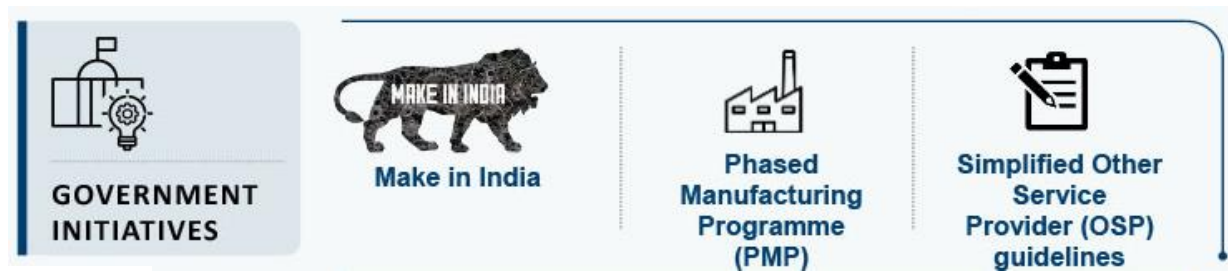 GOVERNMENT
INITIATIVES
MAKE IN INDIA
Make in India
Phased
Manufacturing
Programme
(PMP)
Simplified Other
Service
Provider (OSP)
guidelines